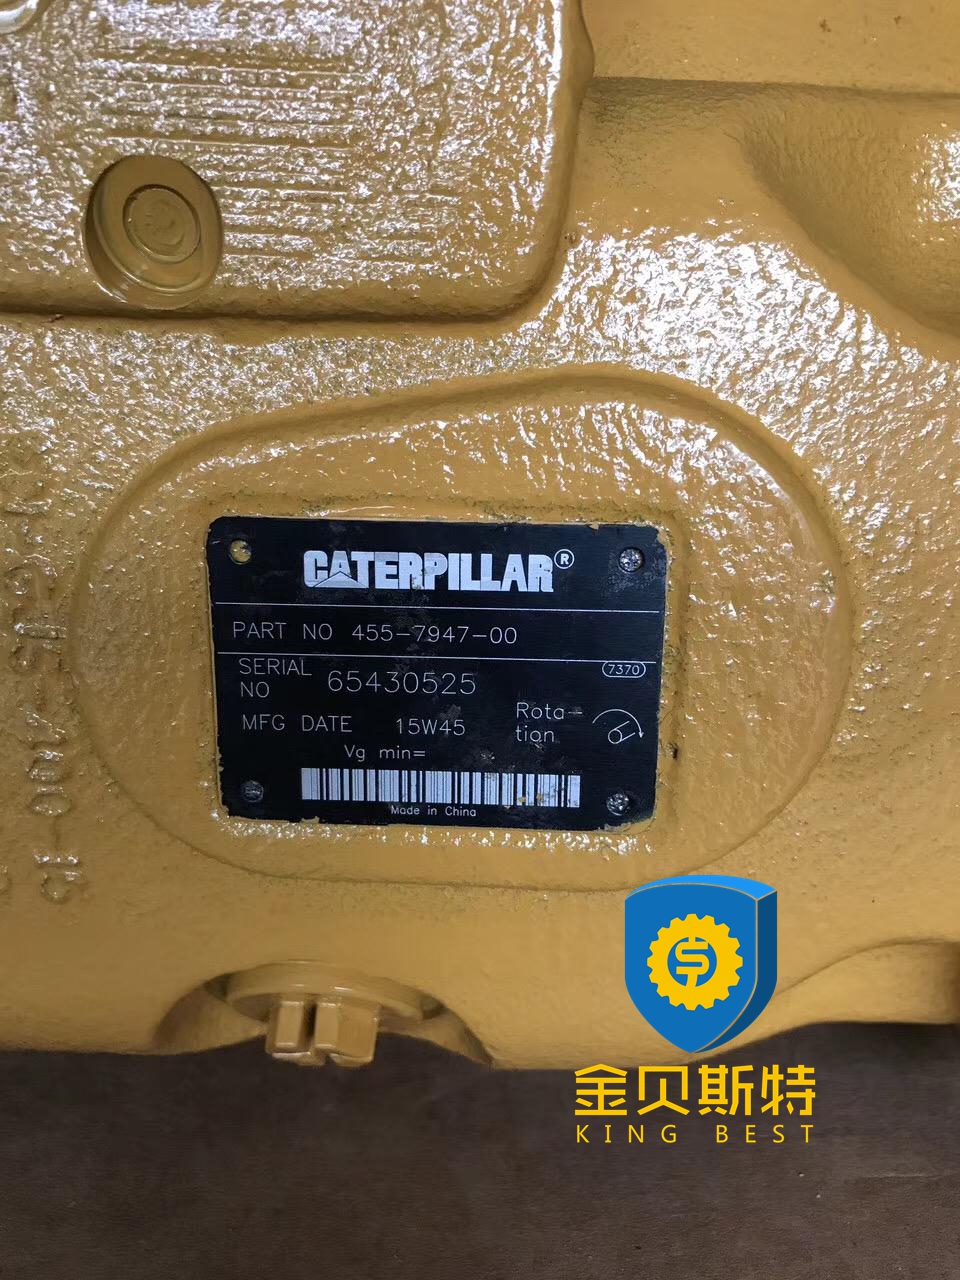 CATERPILLAR®
PART NO 455-7947-00
SERIAL NO 65430525
7370
MFG DATE 15W45
Rota-
tion
Vg min=
Made in China
金贝斯特
KING BEST